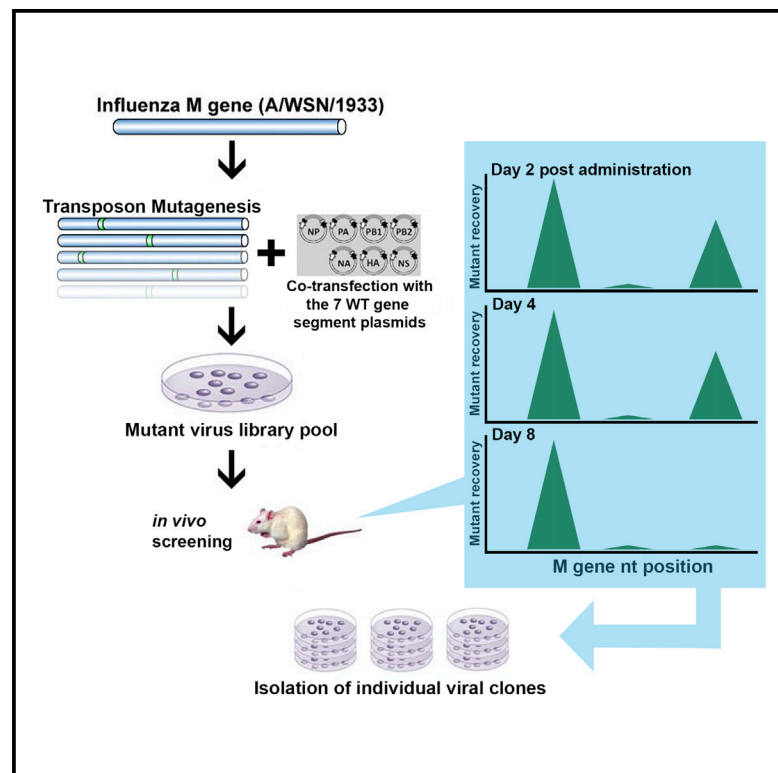 Influenza M gene (A/WSN/1933)
Transposon Mutagenesis
NP PA PB1 PB2
NA HA NS
Co-transfection with
the 7 WT gene
segment plasmids
Mutant virus library pool
in vivo
screening
Day 2 post administration
Mutant recovery
Day 4
Mutant recovery
Day 8
Mutant recovery
M gene nt position
Isolation of individual viral clones